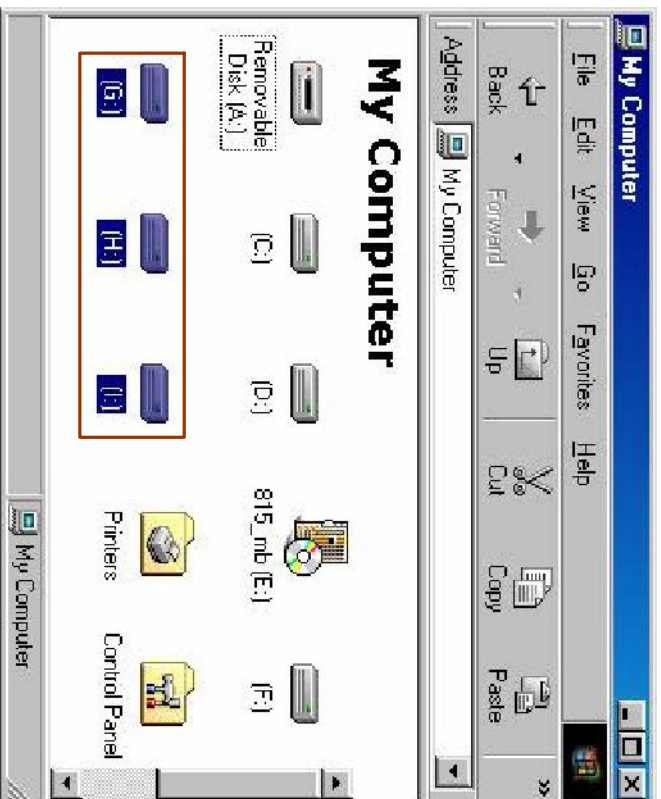 My Computer
File Edit View Go Favorites Help
Back Forward Up Cut Copy Paste »
Address My Computer
My Computer
Removable Disk (A:) (C:) (D:) 815_mb (E:) (F:)
(G:) (H:) (I:) Printers Control Panel
My Computer